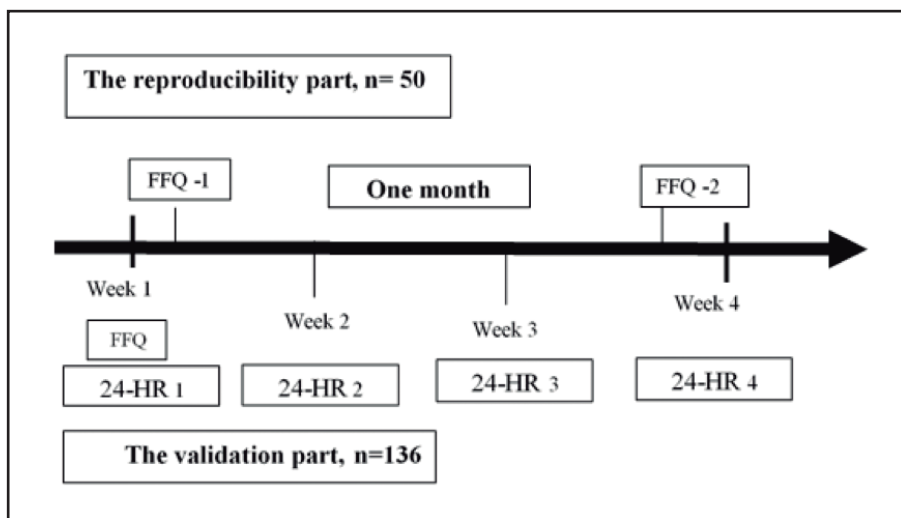 The reproducibility part, n= 50
FFQ -1
One month
FFQ -2
Week 1
Week 2
Week 3
Week 4
FFQ
24-HR 1
24-HR 2
24-HR 3
24-HR 4
The validation part, n=136